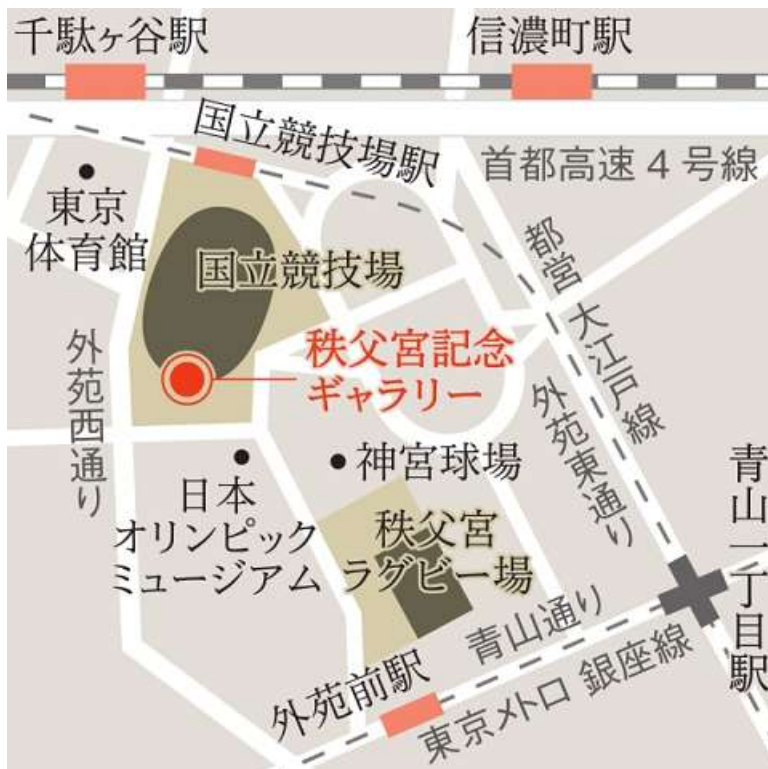 千駄ヶ谷駅
信濃町駅
国立競技場駅
首都高速 4 号線
東京
体育館
国立競技場
都営 大江戸線
秩父宮記念
ギャラリー
外苑西通り
外苑東通り
神宮球場
日本
オリンピック
ミュージアム
秩父宮
ラグビー場
青山一丁目駅
青山通り
外苑前駅
東京メトロ 銀座線